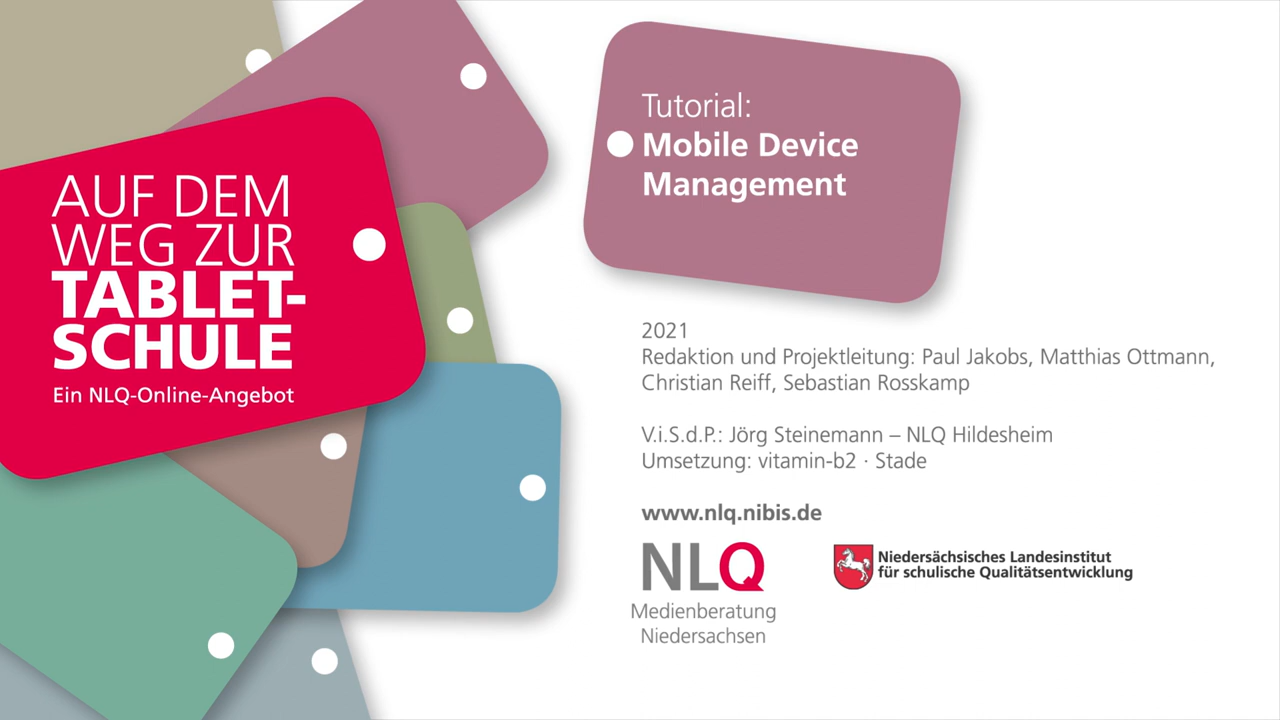 AUF DEM
WEG ZUR
TABLET-
SCHULE
Ein NLQ-Online-Angebot
Tutorial:
Mobile Device
Management
2021
Redaktion und Projektleitung: Paul Jakobs, Matthias Ottmann,
Christian Reiff, Sebastian Rosskamp
V.i.S.d.P.: Jörg Steinemann – NLQ Hildesheim
Umsetzung: vitamin-b2 · Stade
www.nlq.nibis.de
NLQ
Medienberatung
Niedersachsen
Niedersächsisches Landesinstitut
für schulische Qualitätsentwicklung